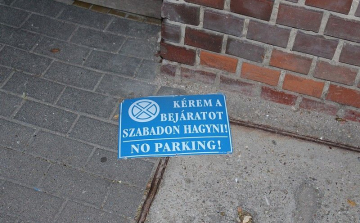 KÉREM A
BEJÁRATOT
SZABADON HAGYNI!
NO PARKING!